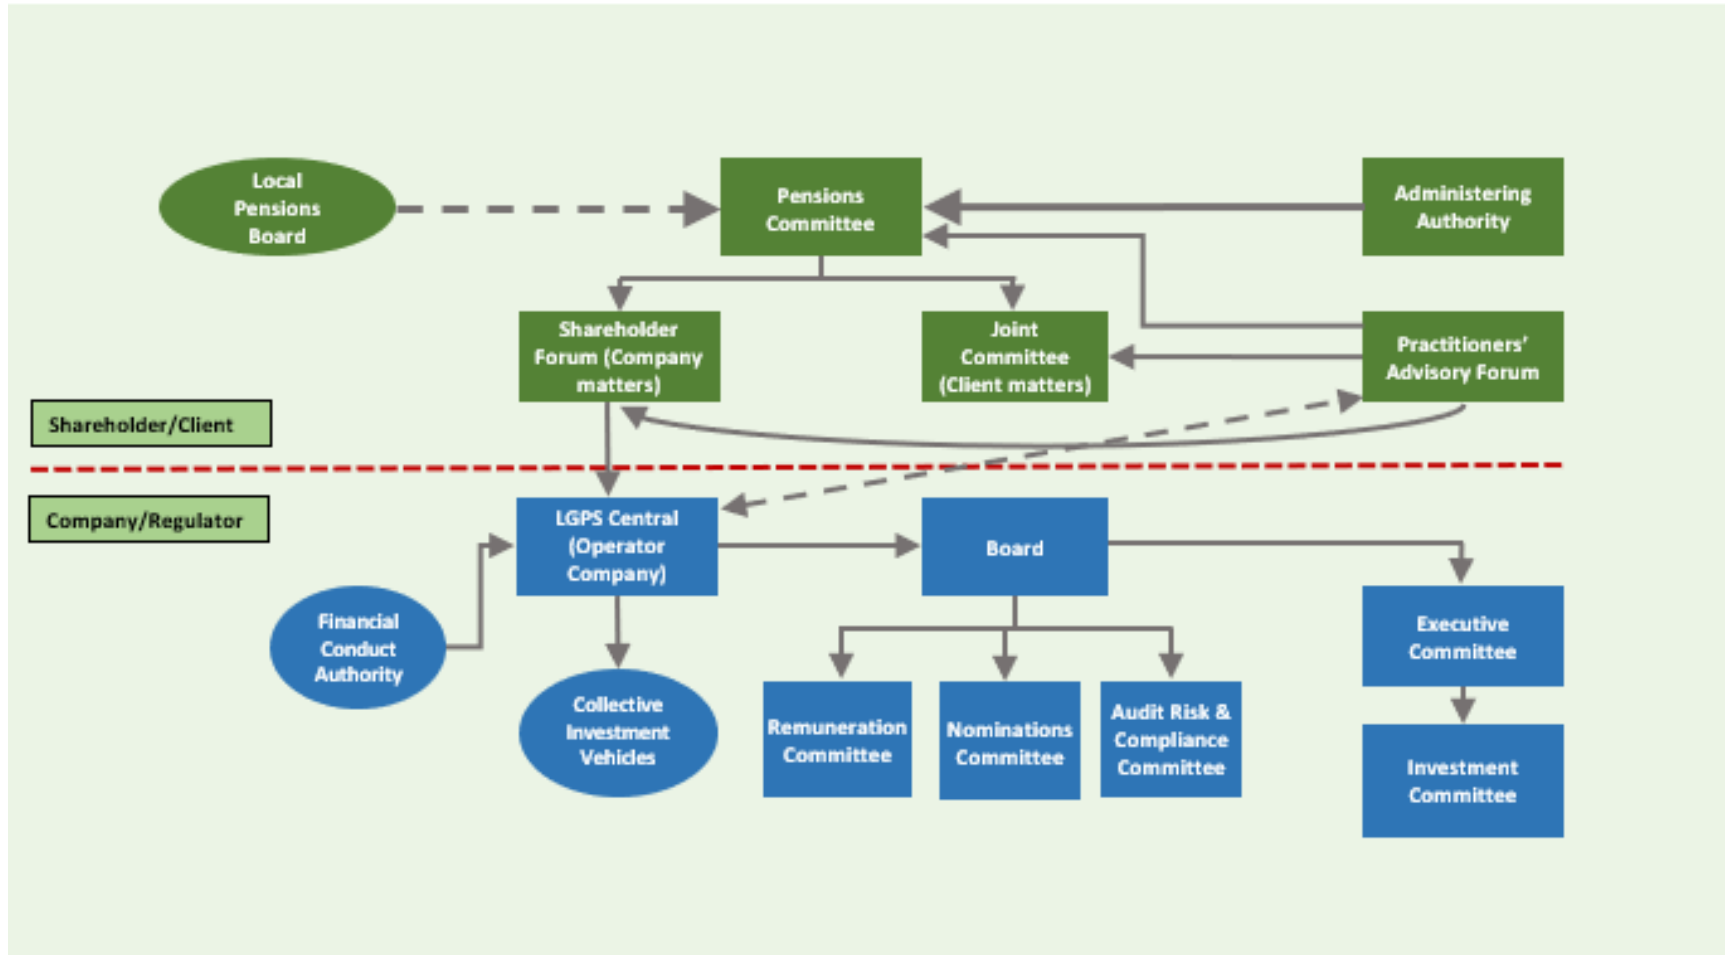 Local
Pensions
Board
Pensions
Committee
Administering
Authority
Shareholder
Forum (Company
matters)
Joint
Committee
(Client matters)
Practitioners’
Advisory Forum
Shareholder/Client
Company/Regulator
LGPS Central
(Operator
Company)
Board
Financial
Conduct
Authority
Executive
Committee
Collective
Investment
Vehicles
Remuneration
Committee
Nominations
Committee
Audit Risk &
Compliance
Committee
Investment
Committee